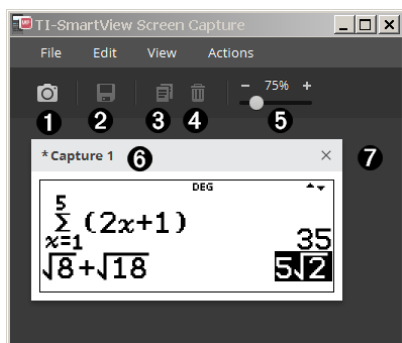 TI-SmartView Screen Capture
File Edit View Actions
− 75% +
1 2 3 4 5
*Capture 1 6 × 7
DEG
5
Σ (2x+1)
x=1
35
√8+√18 5√2